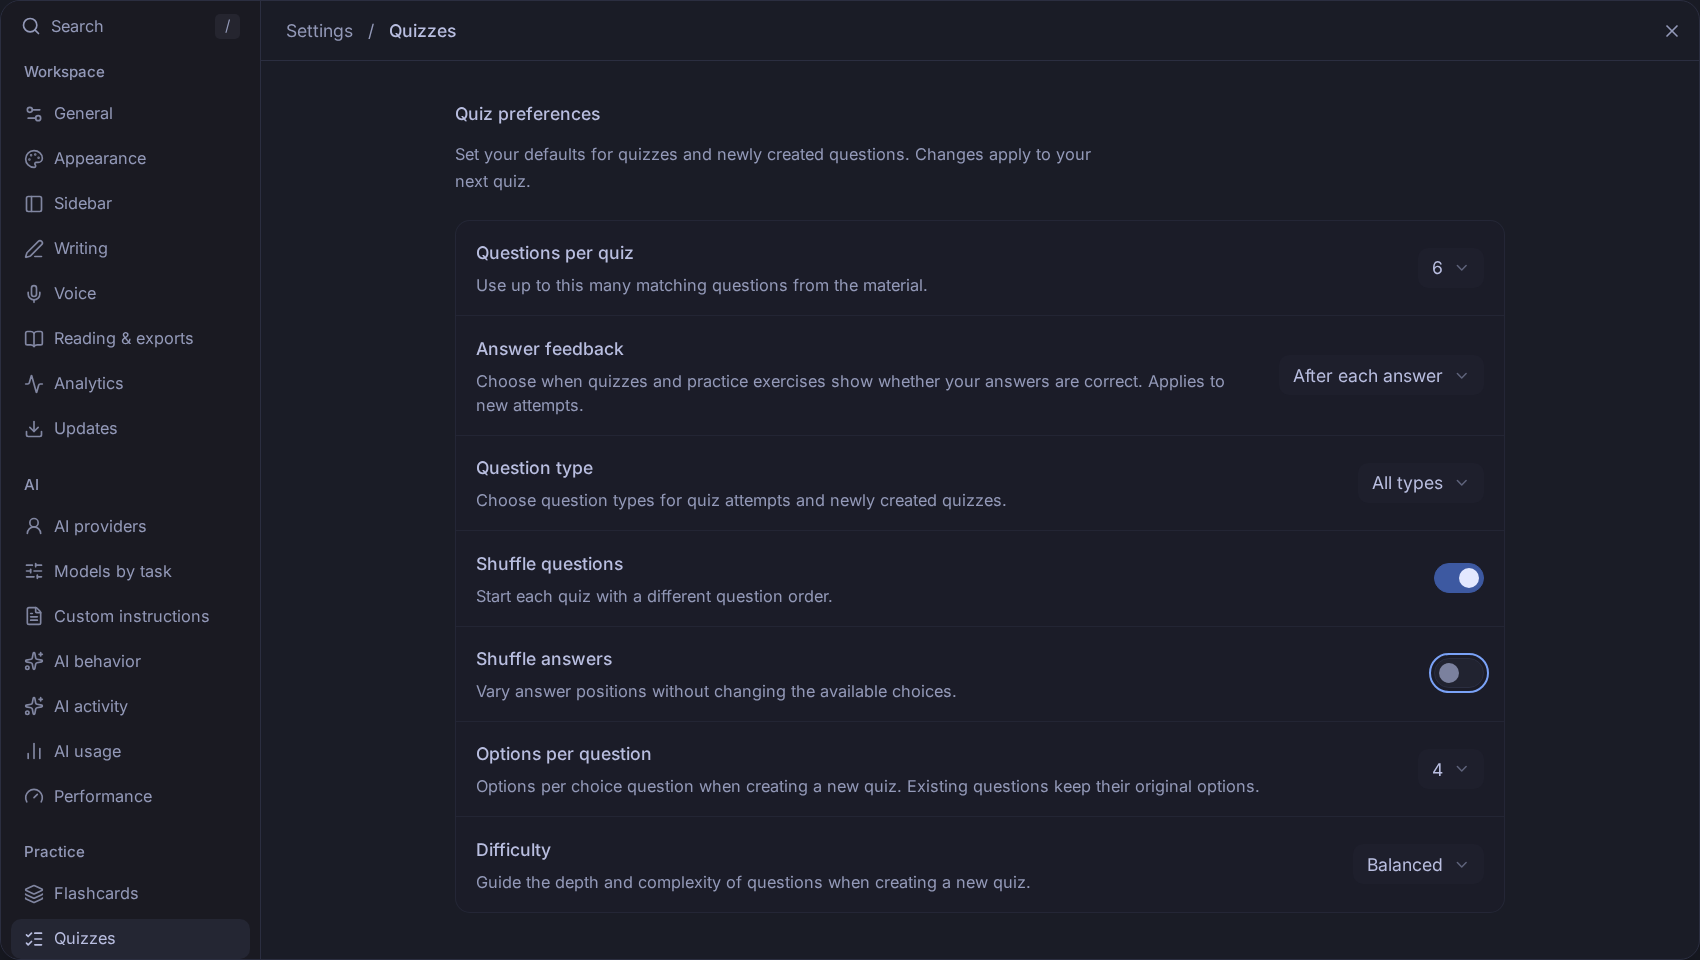 Search /
Workspace
General
Appearance
Sidebar
Writing
Voice
Reading & exports
Analytics
Updates
AI
AI providers
Models by task
Custom instructions
AI behavior
AI activity
AI usage
Performance
Practice
Flashcards
Quizzes
Settings / Quizzes
Quiz preferences
Set your defaults for quizzes and newly created questions. Changes apply to your
next quiz.
Questions per quiz
Use up to this many matching questions from the material.
6
Answer feedback
Choose when quizzes and practice exercises show whether your answers are correct. Applies to
new attempts.
After each answer
Question type
Choose question types for quiz attempts and newly created quizzes.
All types
Shuffle questions
Start each quiz with a different question order.
Shuffle answers
Vary answer positions without changing the available choices.
Options per question
Options per choice question when creating a new quiz. Existing questions keep their original options.
4
Difficulty
Guide the depth and complexity of questions when creating a new quiz.
Balanced